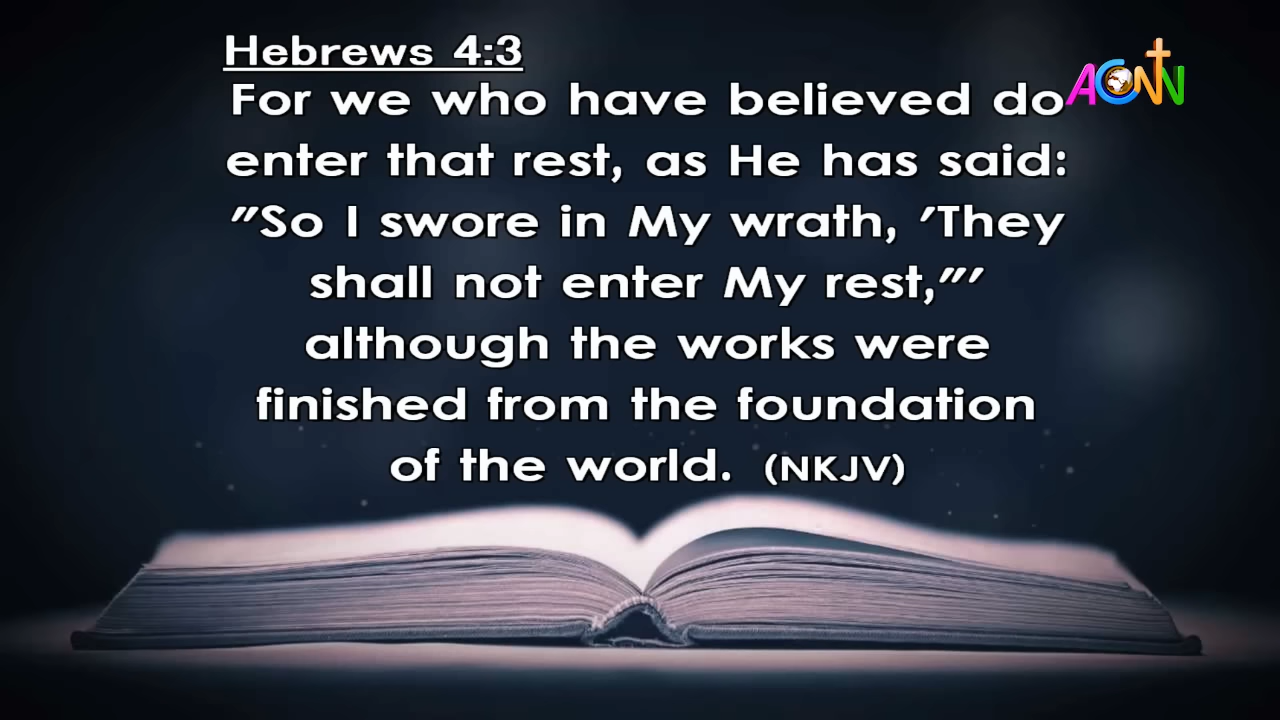 Hebrews 4:3
ACNN
For we who have believed do
enter that rest, as He has said:
"So I swore in My wrath, 'They
shall not enter My rest,"'
although the works were
finished from the foundation
of the world. (NKJV)